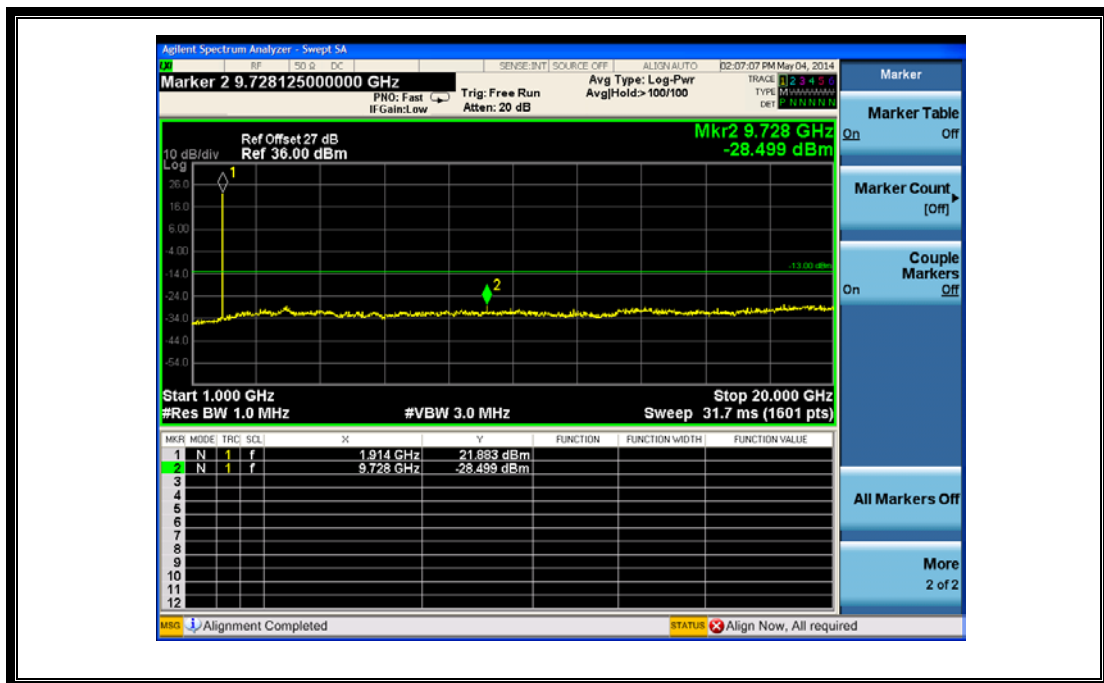 Agilent Spectrum Analyzer - Swept SA
LXI RF 50 Ω DC SENSE:INT SOURCE OFF ALIGN AUTO 02:07:07 PM May 04, 2014
Marker 2 9.728125000000 GHz
PNO: Fast
IFGain:Low
Trig: Free Run
Atten: 20 dB
Avg Type: Log-Pwr
Avg|Hold:> 100/100
TRACE 1 2 3 4 5 6
TYPE M
DET P N N N N N
Mkr2 9.728 GHz
-28.499 dBm
Ref Offset 27 dB
10 dB/div Ref 36.00 dBm
Log
26.0
16.0
6.00
-4.00
-14.0
-24.0
-34.0
-44.0
-54.0
1
2
-13.00 dBm
Start 1.000 GHz Stop 20.000 GHz
#Res BW 1.0 MHz #VBW 3.0 MHz Sweep 31.7 ms (1601 pts)
MKR MODE TRC SCL X Y FUNCTION FUNCTION WIDTH FUNCTION VALUE
1 N 1 f 1.914 GHz 21.883 dBm
2 N 1 f 9.728 GHz -28.499 dBm
3
4
5
6
7
8
9
10
11
12
MSG Alignment Completed STATUS Align Now, All required
Marker
Marker Table
On Off
Marker Count
[Off]
Couple
Markers
On Off
All Markers Off
More
2 of 2